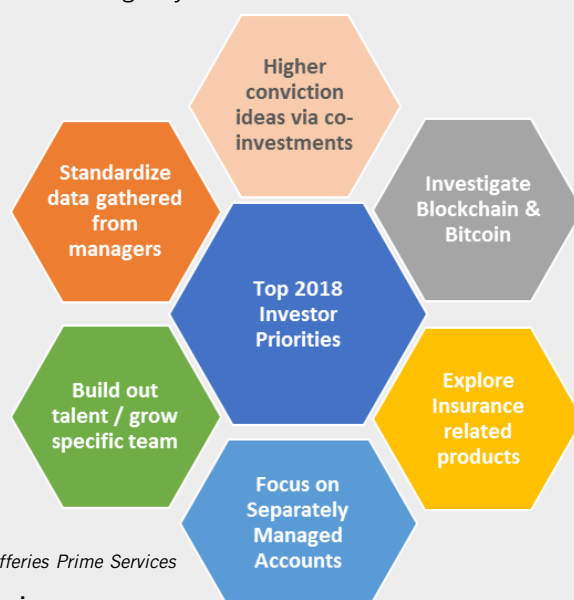 Higher
conviction
ideas via co-
investments
Standardize
data gathered
from
managers
Investigate
Blockchain &
Bitcoin
Top 2018
Investor
Priorities
Build out
talent / grow
specific team
Explore
Insurance
related
products
Focus on
Separately
Managed
Accounts
Prime Services